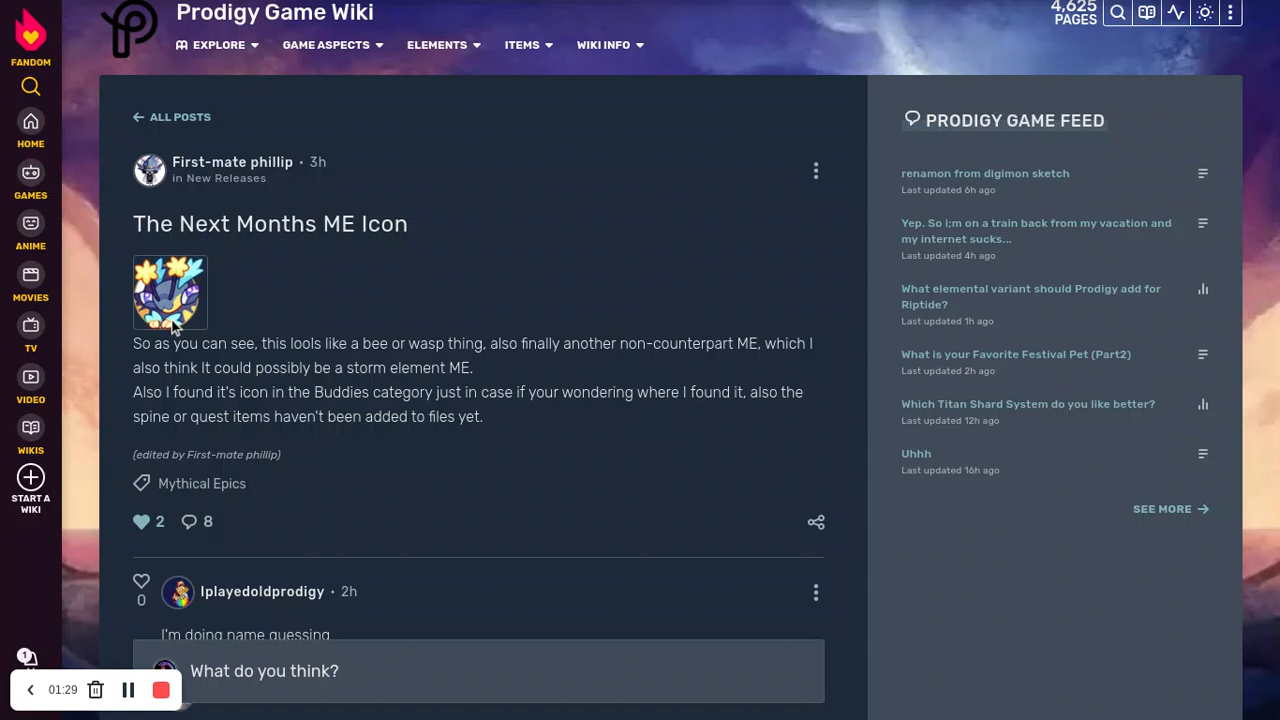 Prodigy Game Wiki
4,625
PAGES
EXPLORE
GAME ASPECTS
ELEMENTS
ITEMS
WIKI INFO
FANDOM
HOME
GAMES
ANIME
MOVIES
TV
VIDEO
WIKIS
START A
WIKI
1
01:29
ALL POSTS
First-mate phillip • 3h
in New Releases
The Next Months ME Icon
So as you can see, this lools like a bee or wasp thing, also finally another non-counterpart ME, which I
also think It could possibly be a storm element ME.
Also I found it's icon in the Buddies category just in case if your wondering where I found it, also the
spine or quest items haven't been added to files yet.
(edited by First-mate phillip)
Mythical Epics
2
8
0
Iplayedoldprodigy • 2h
I'm doing name guessing
What do you think?
PRODIGY GAME FEED
renamon from digimon sketch
Last updated 6h ago
Yep. So i;m on a train back from my vacation and
my internet sucks...
Last updated 4h ago
What elemental variant should Prodigy add for
Riptide?
Last updated 1h ago
What is your Favorite Festival Pet (Part2)
Last updated 2h ago
Which Titan Shard System do you like better?
Last updated 12h ago
Uhhh
Last updated 16h ago
SEE MORE